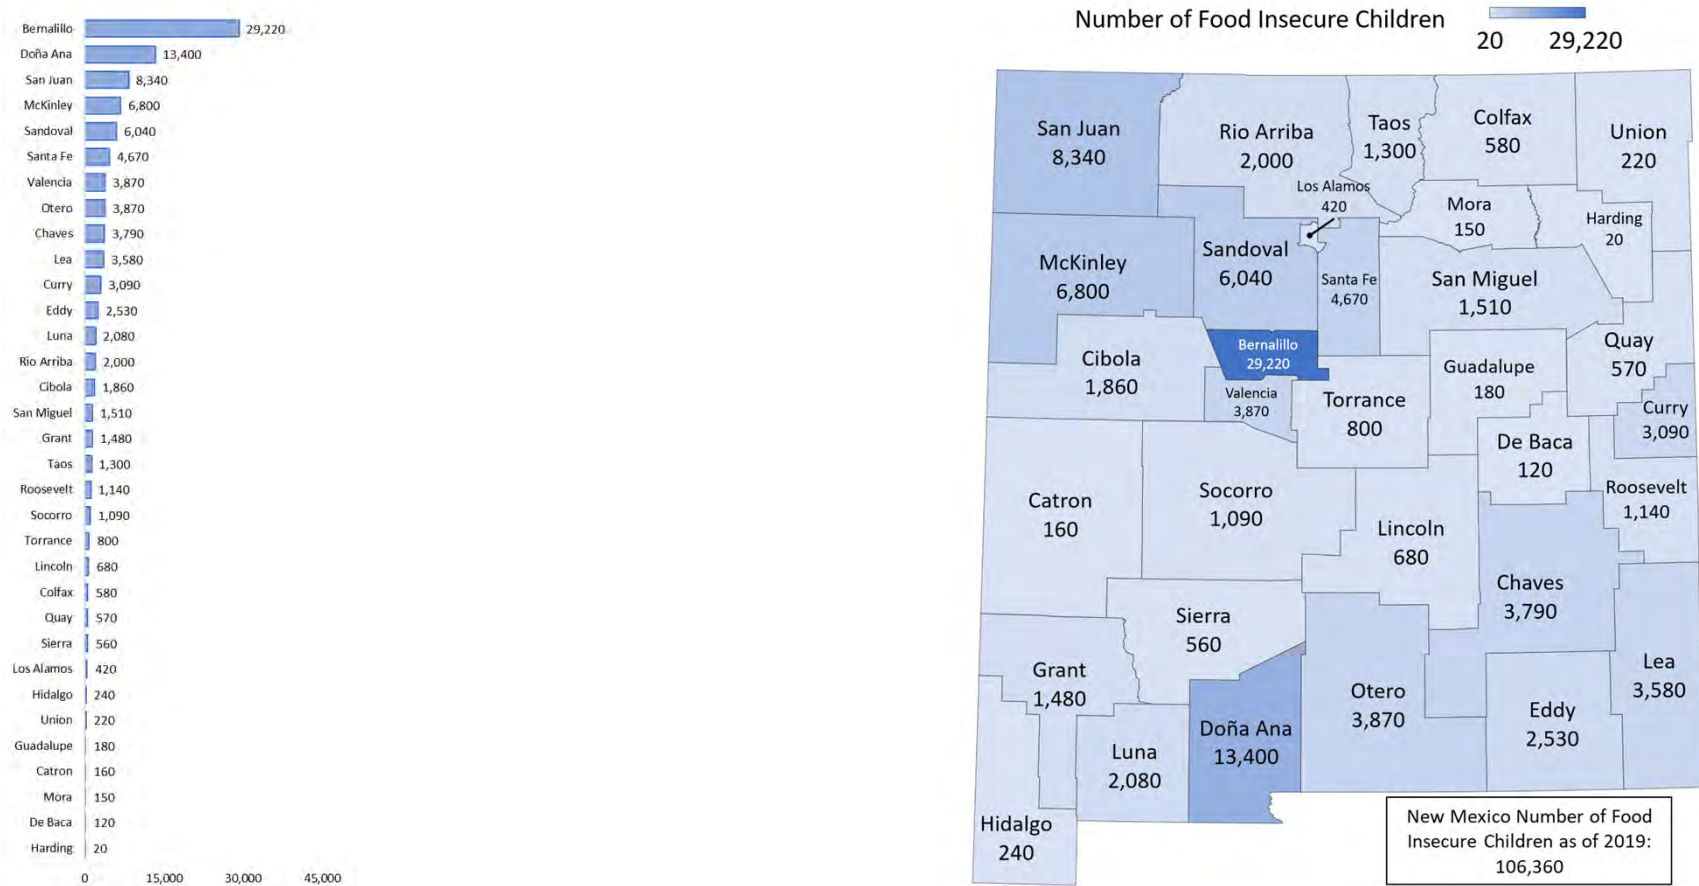 Bernalillo 29,220
Doña Ana 13,400
San Juan 8,340
McKinley 6,800
Sandoval 6,040
Santa Fe 4,670
Valencia 3,870
Otero 3,870
Chaves 3,790
Lea 3,580
Curry 3,090
Eddy 2,530
Luna 2,080
Rio Arriba 2,000
Cibola 1,860
San Miguel 1,510
Grant 1,480
Taos 1,300
Roosevelt 1,140
Socorro 1,090
Torrance 800
Lincoln 680
Colfax 580
Quay 570
Sierra 560
Los Alamos 420
Hidalgo 240
Union 220
Guadalupe 180
Catron 160
Mora 150
De Baca 120
Harding 20
0 15,000 30,000 45,000
Number of Food Insecure Children
20 29,220
San Juan
8,340
Rio Arriba
2,000
Taos
1,300
Colfax
580
Union
220
Los Alamos
420
Mora
150
Harding
20
McKinley
6,800
Sandoval
6,040
Santa Fe
4,670
San Miguel
1,510
Bernalillo
29,220
Cibola
1,860
Valencia
3,870
Torrance
800
Guadalupe
180
Quay
570
Curry
3,090
De Baca
120
Roosevelt
1,140
Catron
160
Socorro
1,090
Lincoln
680
Chaves
3,790
Sierra
560
Grant
1,480
Luna
2,080
Doña Ana
13,400
Otero
3,870
Eddy
2,530
Lea
3,580
Hidalgo
240
New Mexico Number of Food
Insecure Children as of 2019:
106,360